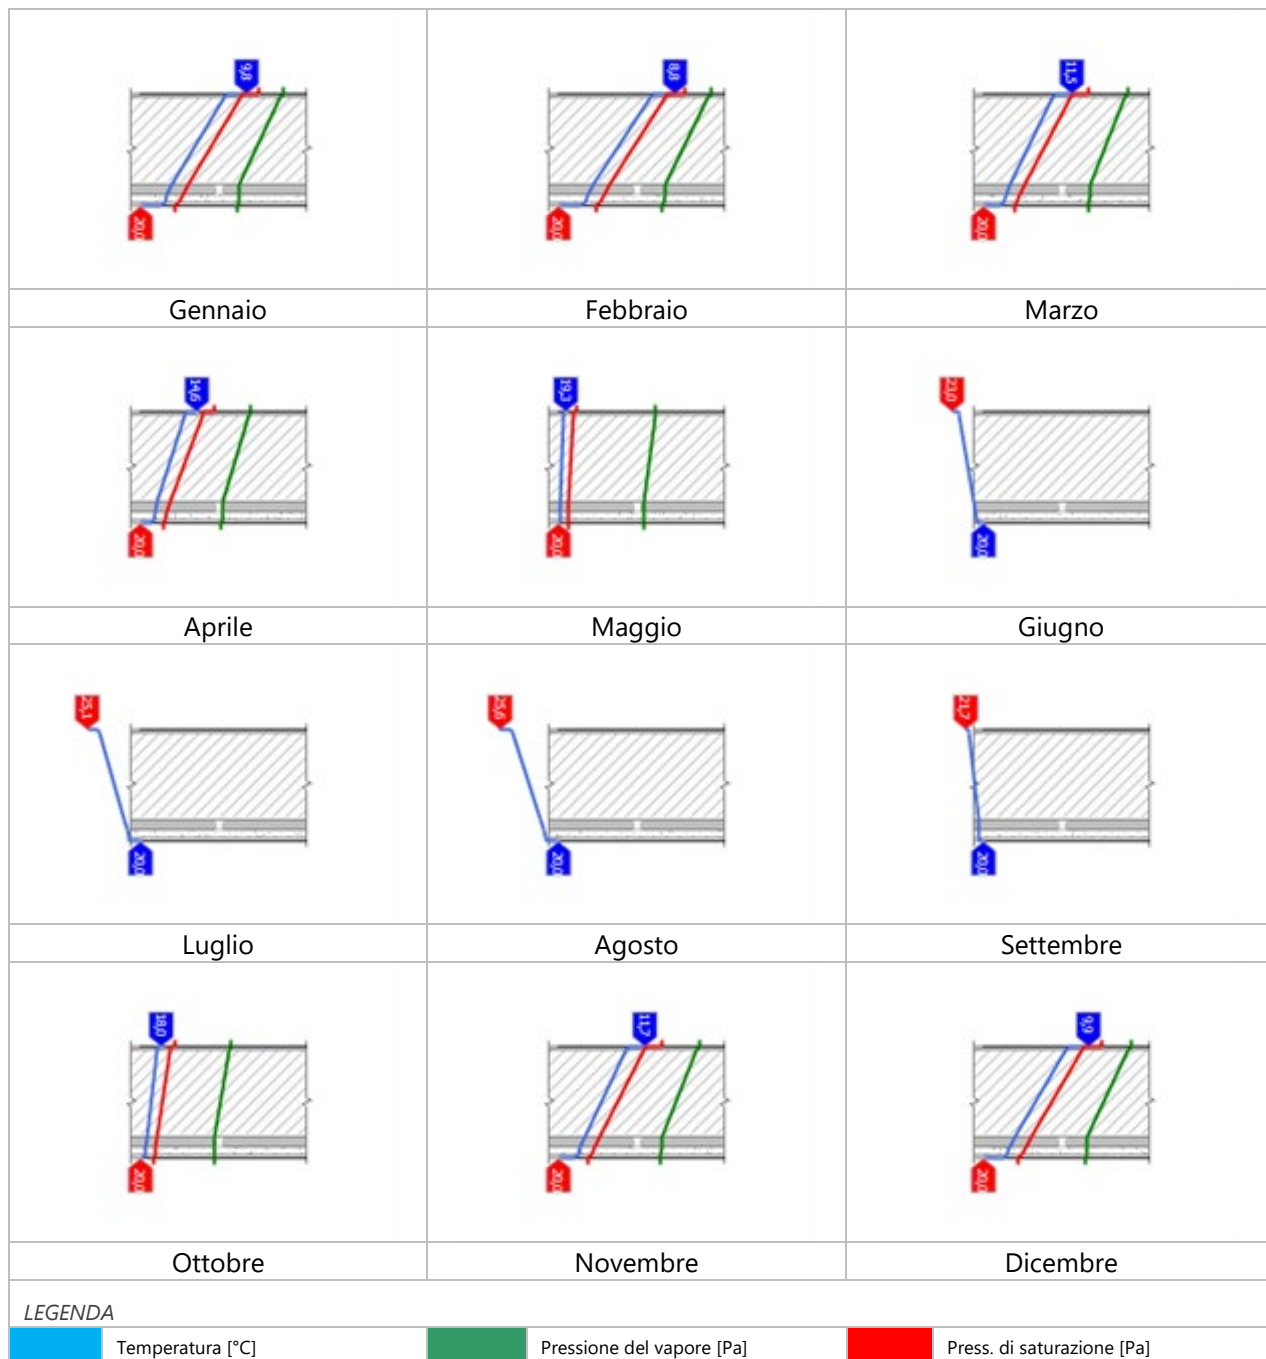 9,8 8,8 11,5
20,0 20,0 20,0
Gennaio Febbraio Marzo
14,6 19,3 23,0
20,0 20,0 20,0
Aprile Maggio Giugno
25,1 25,6 21,7
20,0 20,0 20,0
Luglio Agosto Settembre
18,0 11,7 9,9
20,0 20,0 20,0
Ottobre Novembre Dicembre
LEGENDA
Temperatura [°C] Pressione del vapore [Pa] Press. di saturazione [Pa]